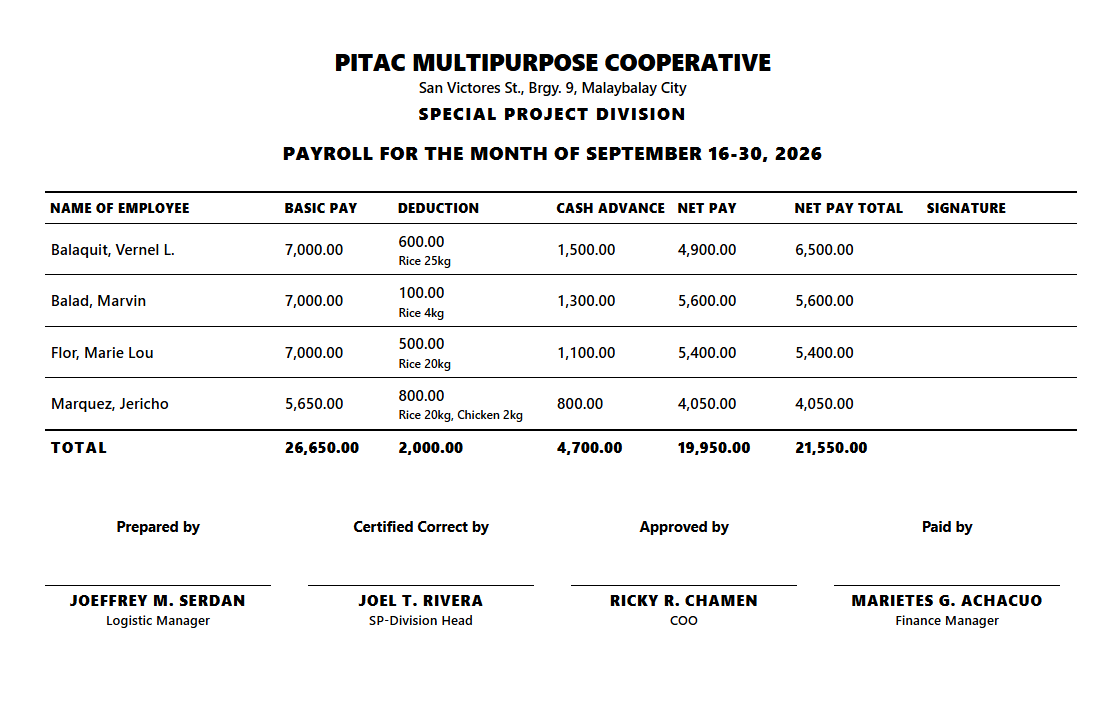 PITAC MULTIPURPOSE COOPERATIVE
San Victores St., Brgy. 9, Malaybalay City
SPECIAL PROJECT DIVISION
PAYROLL FOR THE MONTH OF SEPTEMBER 16-30, 2026
NAME OF EMPLOYEE BASIC PAY DEDUCTION CASH ADVANCE NET PAY NET PAY TOTAL SIGNATURE
Balaquit, Vernel L. 7,000.00 600.00 1,500.00 4,900.00 6,500.00
Rice 25kg
Balad, Marvin 7,000.00 100.00 1,300.00 5,600.00 5,600.00
Rice 4kg
Flor, Marie Lou 7,000.00 500.00 1,100.00 5,400.00 5,400.00
Rice 20kg
Marquez, Jericho 5,650.00 800.00 800.00 4,050.00 4,050.00
Rice 20kg, Chicken 2kg
TOTAL 26,650.00 2,000.00 4,700.00 19,950.00 21,550.00
Prepared by Certified Correct by Approved by Paid by
JOEFFREY M. SERDAN JOEL T. RIVERA RICKY R. CHAMEN MARIETES G. ACHACUO
Logistic Manager SP-Division Head COO Finance Manager